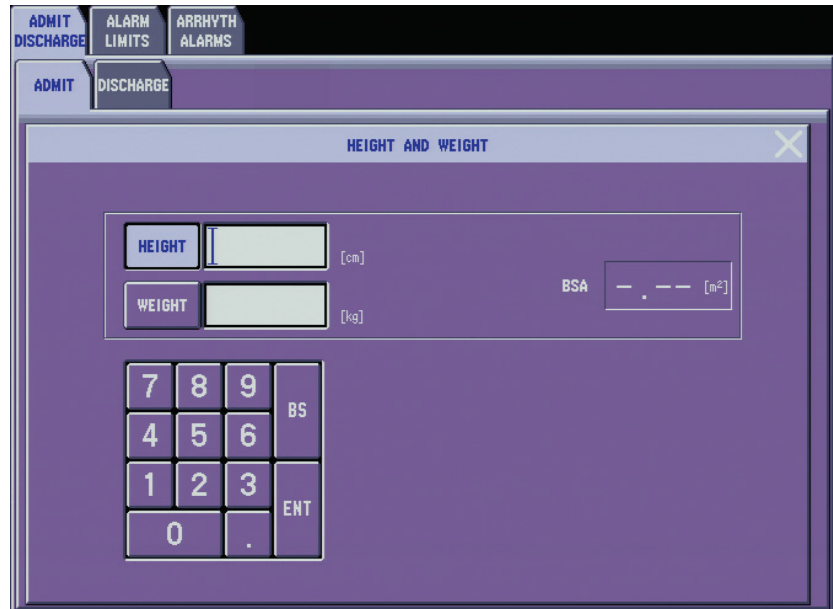 ADMIT DISCHARGE
ALARM LIMITS
ARRHYTH ALARMS
ADMIT
DISCHARGE
HEIGHT AND WEIGHT
HEIGHT
[cm]
BSA
- . - - [m²]
WEIGHT
[kg]
7 8 9 BS
4 5 6
1 2 3 ENT
0 .